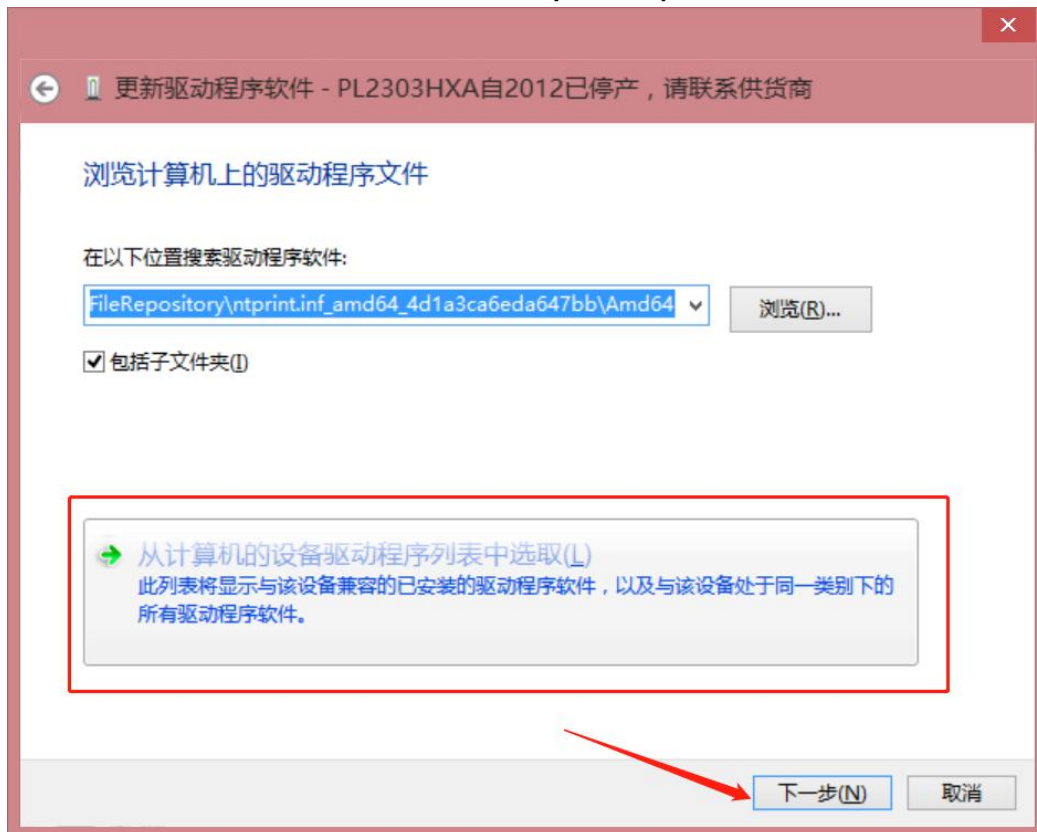 更新驱动程序软件 - PL2303HXA自2012已停产，请联系供货商
浏览计算机上的驱动程序文件
在以下位置搜索驱动程序软件:
FileRepository\ntprint.inf_amd64_4d1a3ca6eda647bb\Amd64
浏览(R)...
包括子文件夹(I)
从计算机的设备驱动程序列表中选取(L)
此列表将显示与该设备兼容的已安装的驱动程序软件，以及与该设备处于同一类别下的
所有驱动程序软件。
下一步(N)
取消